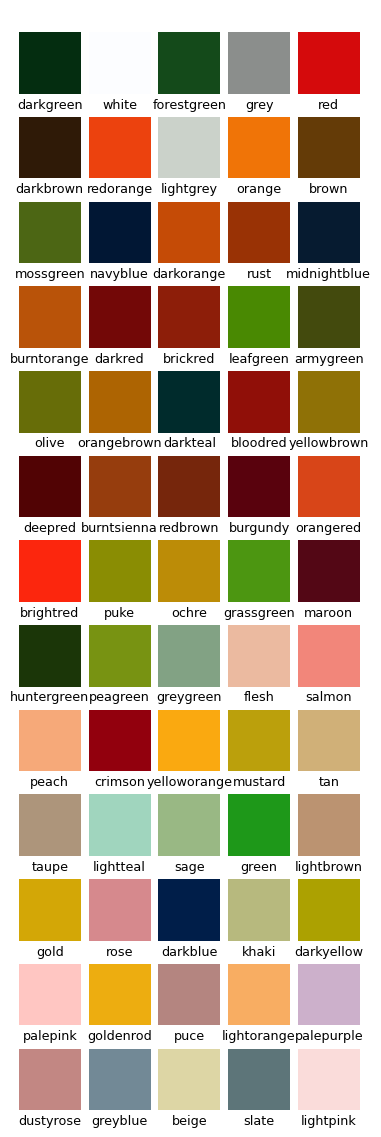 darkgreen white forestgreen grey red
darkbrown redorange lightgrey orange brown
mossgreen navyblue darkorange rust midnightblue
burntorange darkred brickred leafgreen armygreen
olive orangebrown darkteal bloodred yellowbrown
deepred burntsienna redbrown burgundy orangered
brightred puke ochre grassgreen maroon
huntergreen peagreen greygreen flesh salmon
peach crimson yelloworange mustard tan
taupe lightteal sage green lightbrown
gold rose darkblue khaki darkyellow
palepink goldenrod puce lightorange palepurple
dustyrose greyblue beige slate lightpink